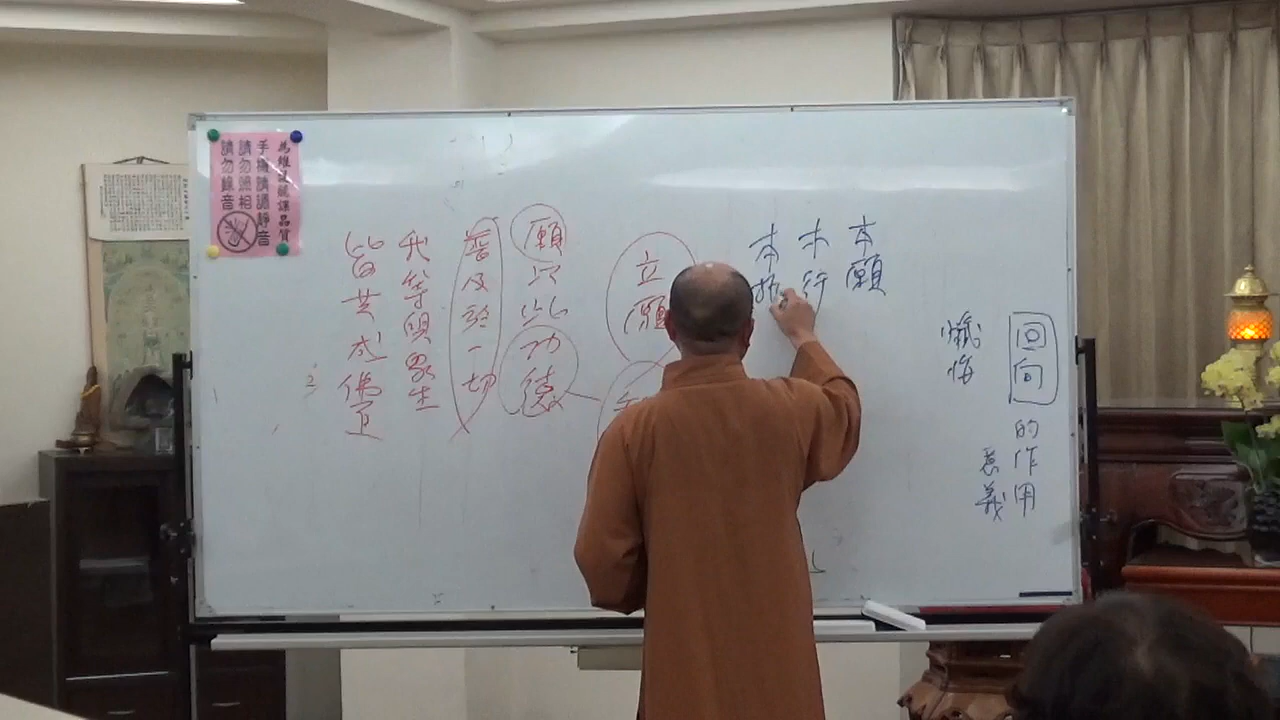 回向的作用
意義
懺悔
本願
本行
本
立願
願以此功德
普及於一切
我等與眾生
皆共成佛道
為維護聽課品質
手機請調靜音
請勿照相
請勿錄音